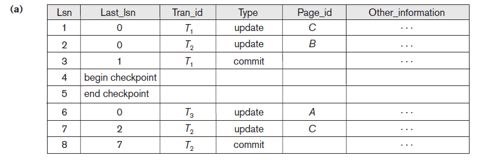 (a)
Lsn Last_lsn Tran_id Type Page_id Other_information
1 0 T1 update C ...
2 0 T2 update B ...
3 1 T1 commit ...
4 begin checkpoint
5 end checkpoint
6 0 T3 update A ...
7 2 T2 update C ...
8 7 T2 commit ...